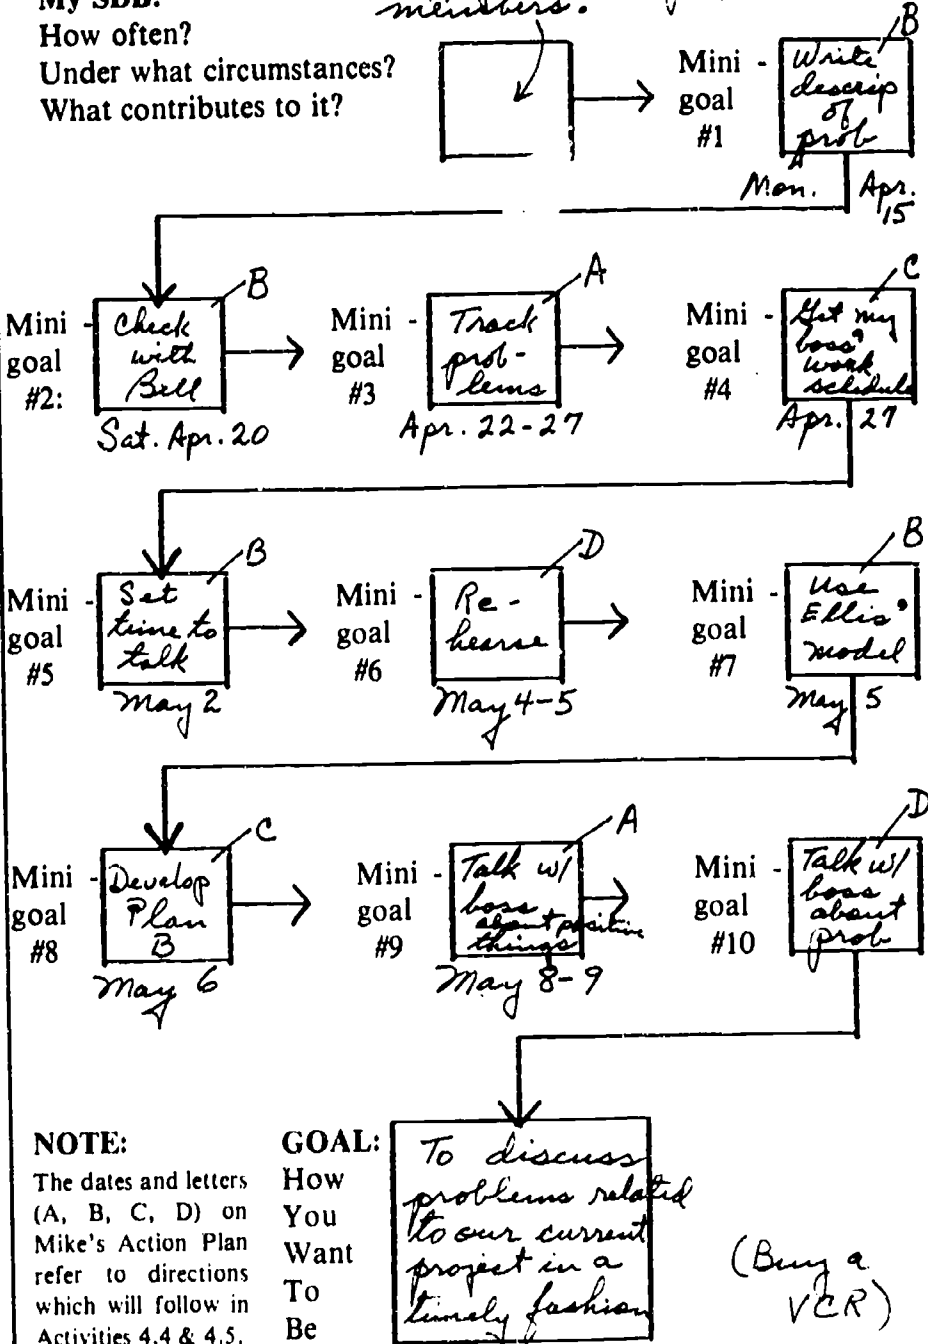 My SDB:
members.
How often?
Under what circumstances?
What contributes to it?
Mini - goal #1
B
Write
descrip
of
prob
Mon. Apr. 15
Mini - goal #2:
B
Check
with
Bill
Sat. Apr. 20
Mini - goal #3
A
Track
prob-
lems
Apr. 22-27
Mini - goal #4
C
Get my
boss'
work
schedule
Apr. 27
Mini - goal #5
B
Set
time to
talk
May 2
Mini - goal #6
D
Re-
hearse
May 4-5
Mini - goal #7
B
Use
Ellis'
model
May 5
Mini - goal #8
C
Develop
Plan
B
May 6
Mini - goal #9
A
Talk w/
boss
about positive
things
May 8-9
Mini - goal #10
D
Talk w/
boss
about
prob
NOTE:
The dates and letters
(A, B, C, D) on
Mike's Action Plan
refer to directions
which will follow in
Activities 4.4 & 4.5.
GOAL:
How
You
Want
To
Be
To discuss
problems related
to our current
project in a
timely fashion
(Buy a
VCR)